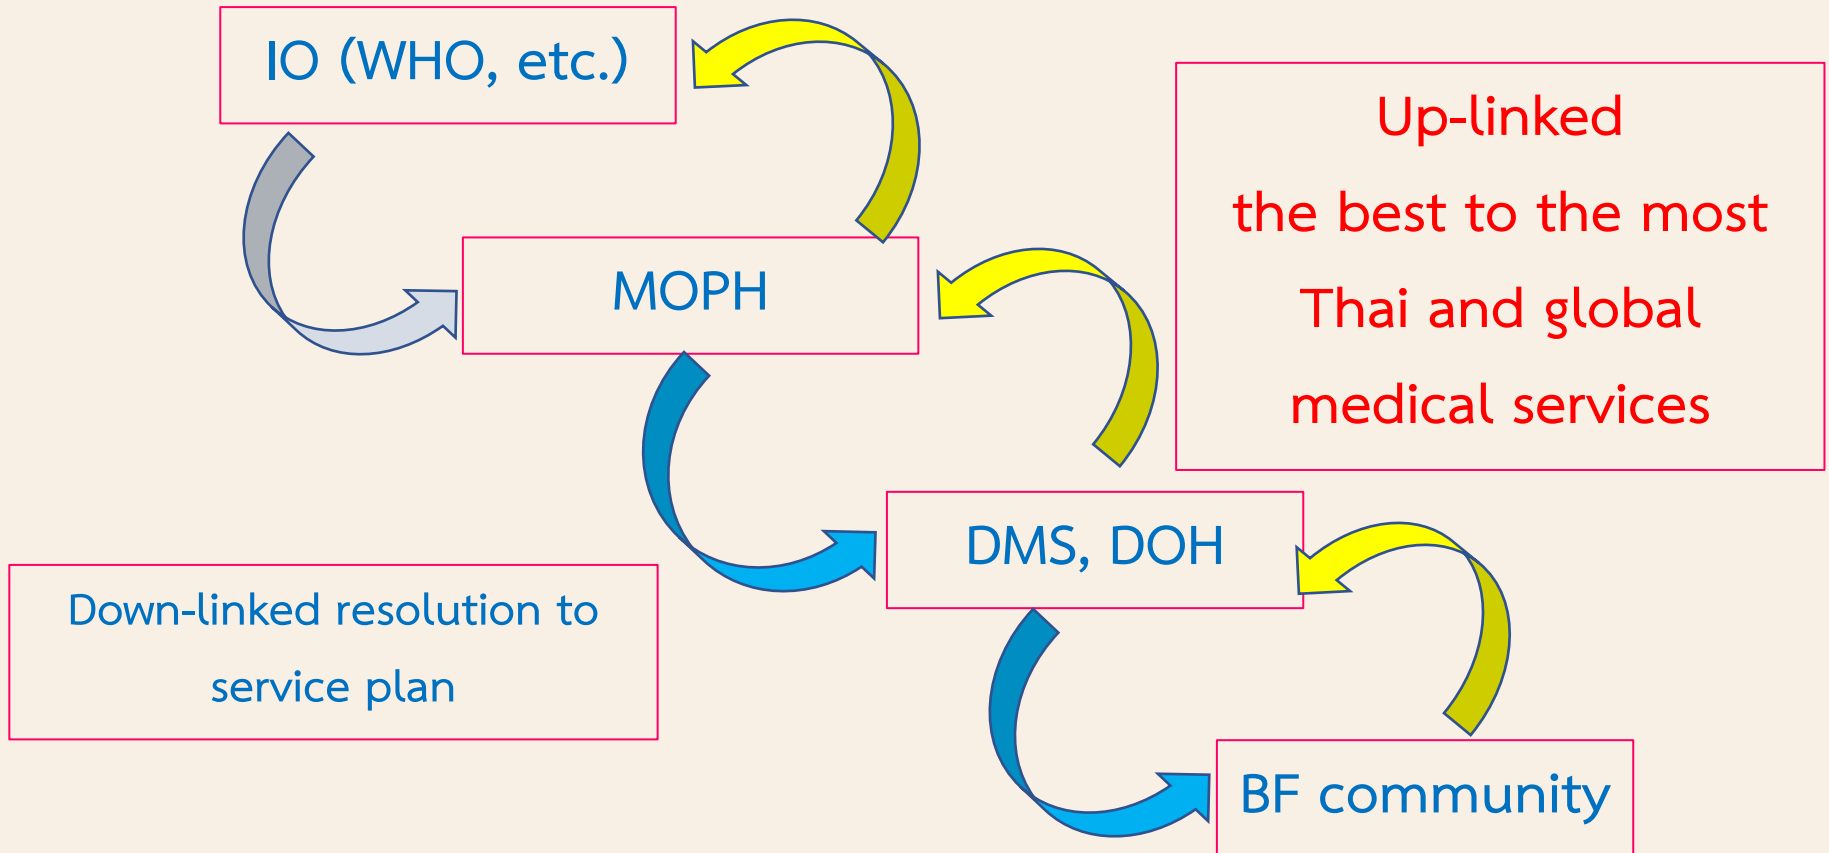 IO (WHO, etc.)
Up-linked
the best to the most
Thai and global
medical services
MOPH
DMS, DOH
Down-linked resolution to
service plan
BF community